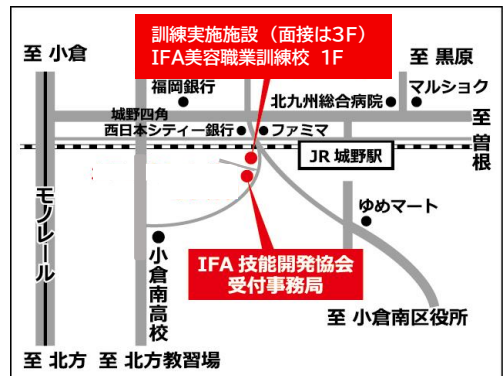 訓練実施施設（面接は3F）
IFA美容職業訓練校 1F
至 小倉
至 黒原
福岡銀行
マルショク
北九州総合病院
城野四角
至 曽根
西日本シティー銀行
ファミマ
JR 城野駅
モノレール
ゆめマート
小倉南高校
IFA 技能開発協会
受付事務局
至 小倉南区役所
至 北方
至 北方教習場